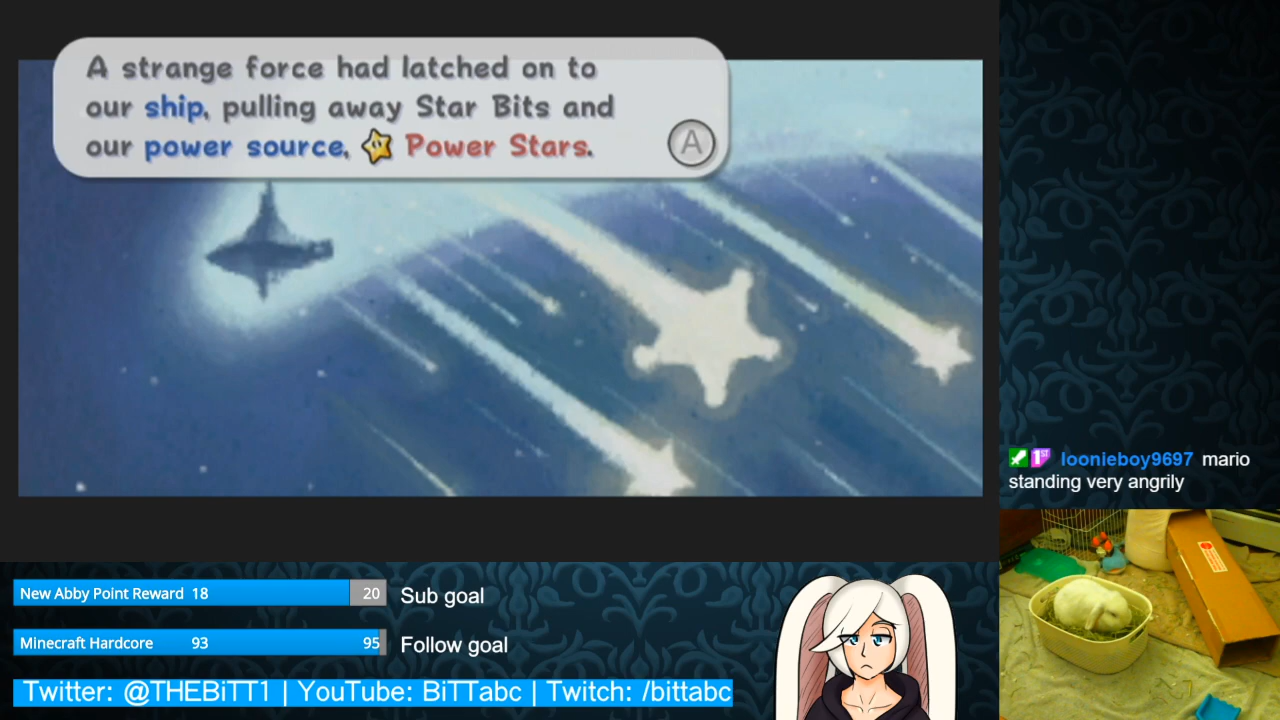 A strange force had latched on to
our ship, pulling away Star Bits and
our power source, Power Stars.
A
1ST loonieboy9697 mario
standing very angrily
New Abby Point Reward 18 20 Sub goal
Minecraft Hardcore 93 95 Follow goal
Twitter: @THEBiTT1 | YouTube: BiTTabc | Twitch: /bittabc